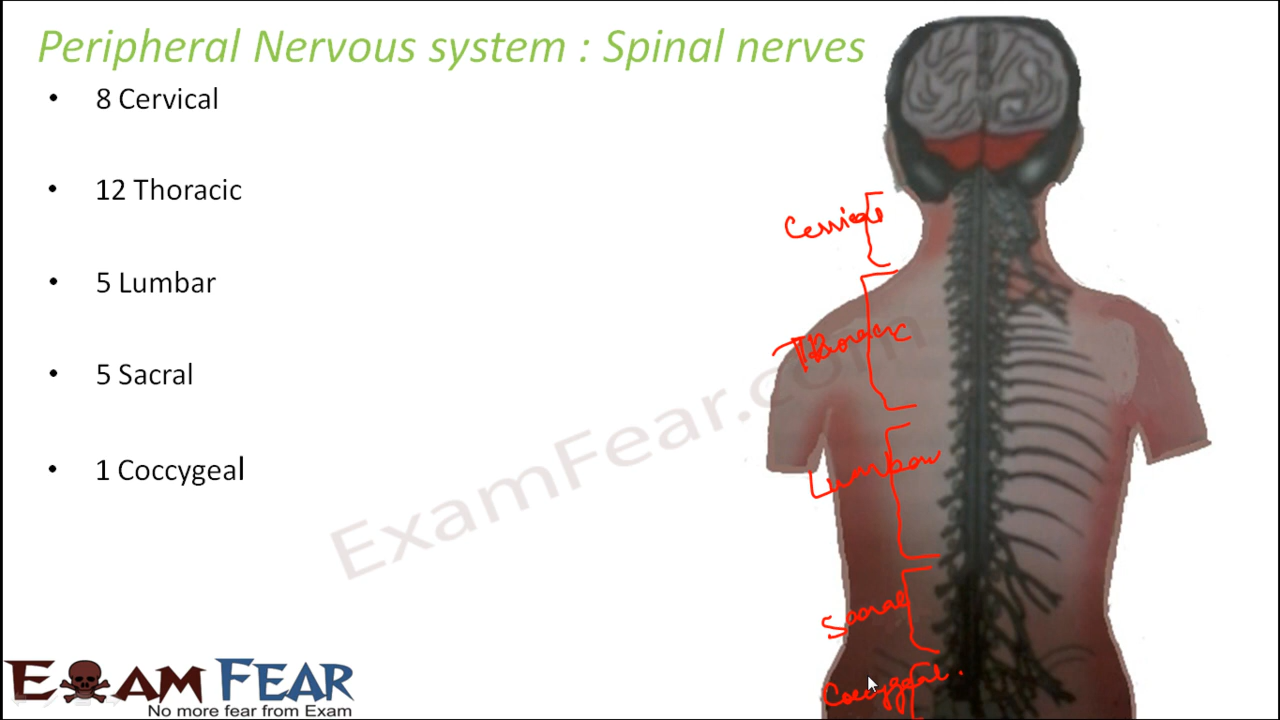 Peripheral Nervous system : Spinal nerves
• 8 Cervical
• 12 Thoracic
• 5 Lumbar
• 5 Sacral
• 1 Coccygeal
Cervical
Thoracic
Lumbar
Sacral
Coccygeal
ExamFear.com
EXAM FEAR
No more fear from Exam